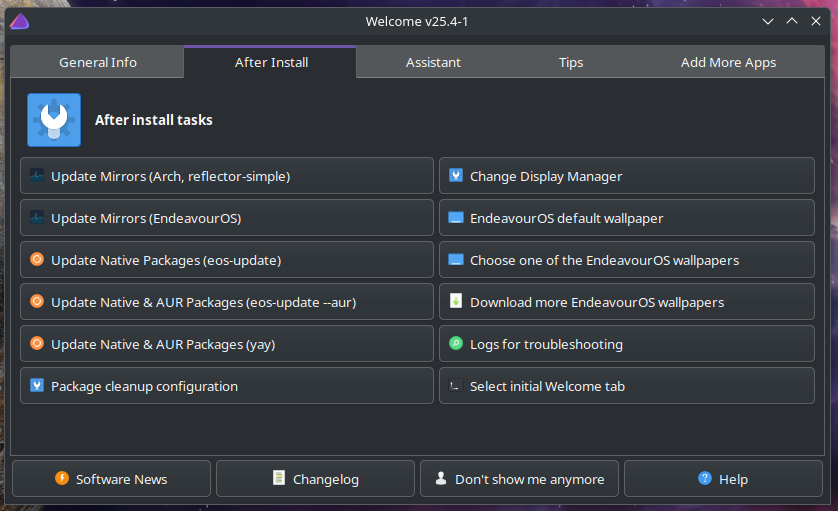 Welcome v25.4-1
General Info
After Install
Assistant
Tips
Add More Apps
After install tasks
Update Mirrors (Arch, reflector-simple)
Change Display Manager
Update Mirrors (EndeavourOS)
EndeavourOS default wallpaper
Update Native Packages (eos-update)
Choose one of the EndeavourOS wallpapers
Update Native & AUR Packages (eos-update --aur)
Download more EndeavourOS wallpapers
Update Native & AUR Packages (yay)
Logs for troubleshooting
Package cleanup configuration
Select initial Welcome tab
Software News
Changelog
Don't show me anymore
Help